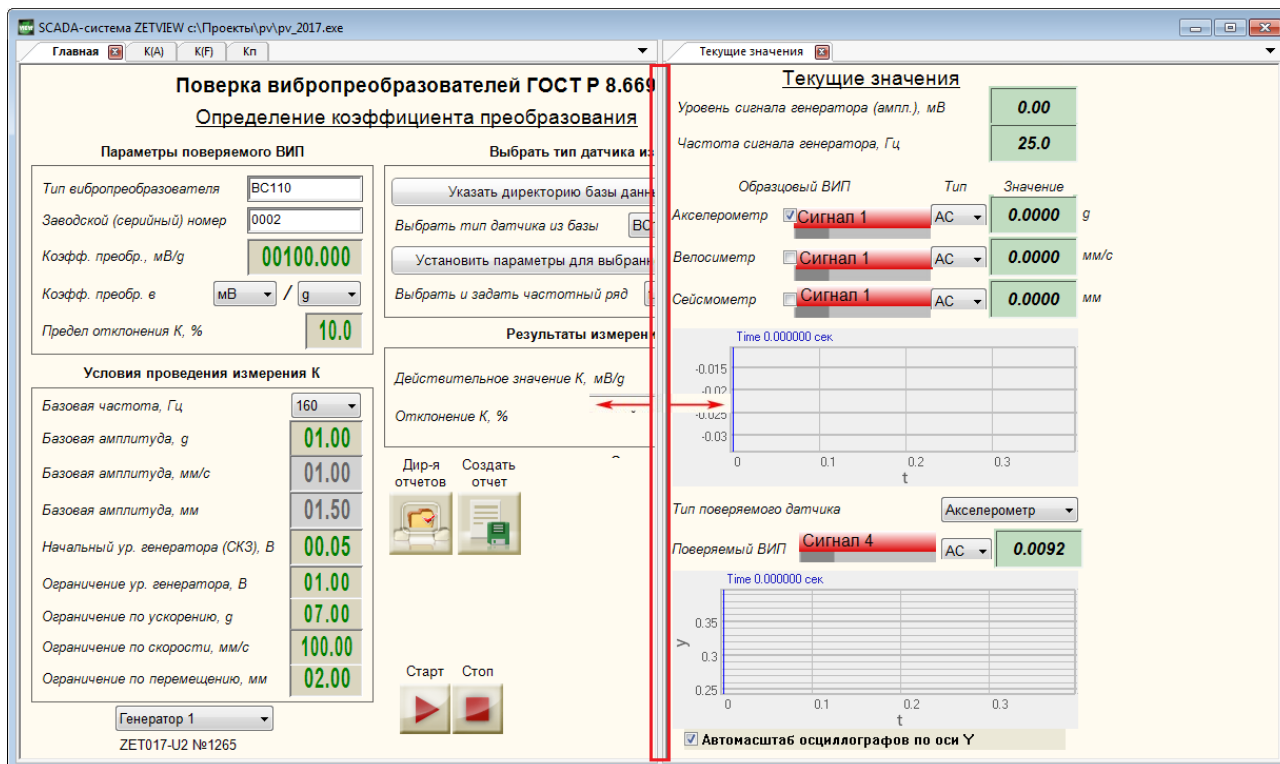 SCADA-система ZETVIEW c:\Проекты\pv\pv_2017.exe
Главная K(A) K(F) Кп
Поверка вибропреобразователей ГОСТ Р 8.669
Определение коэффициента преобразования
Параметры поверяемого ВИП
Тип вибропреобразователя BC110
Заводской (серийный) номер 0002
Коэфф. преобр., мВ/g 00100.000
Коэфф. преобр. в мВ / g
Предел отклонения К, % 10.0
Условия проведения измерения К
Базовая частота, Гц 160
Базовая амплитуда, g 01.00
Базовая амплитуда, мм/с 01.00
Базовая амплитуда, мм 01.50
Начальный ур. генератора (СКЗ), В 00.05
Ограничение ур. генератора, В 01.00
Ограничение по ускорению, g 07.00
Ограничение по скорости, мм/с 100.00
Ограничение по перемещению, мм 02.00
Генератор 1
ZET017-U2 №1265
Выбрать тип датчика из
Указать директорию базы данн
Выбрать тип датчика из базы BC
Установить параметры для выбранн
Выбрать и задать частотный ряд
Результаты измерен
Действительное значение К, мВ/g
Отклонение К, %
Дир-я отчетов
Создать отчет
Старт Стоп
Текущие значения
Текущие значения
Уровень сигнала генератора (ампл.), мВ 0.00
Частота сигнала генератора, Гц 25.0
Образцовый ВИП Тип Значение
Акселерометр Сигнал 1 AC 0.0000 g
Велосиметр Сигнал 1 AC 0.0000 мм/с
Сейсмометр Сигнал 1 AC 0.0000 мм
Time 0.000000 сек
-0.015
-0.02
-0.025
-0.03
0 0.1 0.2 0.3
t
Тип поверяемого датчика Акселерометр
Поверяемый ВИП Сигнал 4 AC 0.0092
Time 0.000000 сек
0.35
y
0.3
0.25
0 0.1 0.2 0.3
t
Автомасштаб осциллографов по оси Y